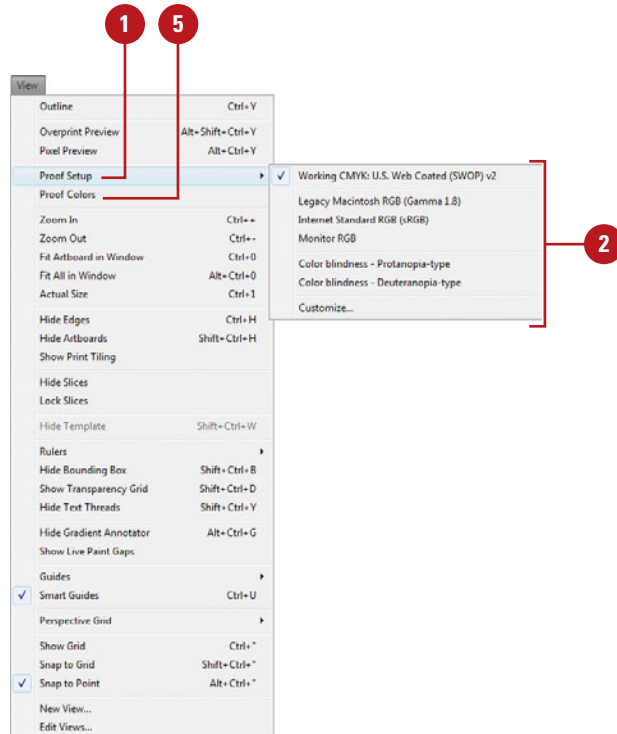 1 5
View
Outline Ctrl+Y
Overprint Preview Alt+Shift+Ctrl+Y
Pixel Preview Alt+Ctrl+Y
Proof Setup
Proof Colors
Zoom In Ctrl++
Zoom Out Ctrl+-
Fit Artboard in Window Ctrl+0
Fit All in Window Alt+Ctrl+0
Actual Size Ctrl+1
Hide Edges Ctrl+H
Hide Artboards Shift+Ctrl+H
Show Print Tiling
Hide Slices
Lock Slices
Hide Template Shift+Ctrl+W
Rulers
Hide Bounding Box Shift+Ctrl+B
Show Transparency Grid Shift+Ctrl+D
Hide Text Threads Shift+Ctrl+Y
Hide Gradient Annotator Alt+Ctrl+G
Show Live Paint Gaps
Guides
Smart Guides Ctrl+U
Perspective Grid
Show Grid Ctrl+"
Snap to Grid Shift+Ctrl+"
Snap to Point Alt+Ctrl+"
New View...
Edit Views...
Working CMYK: U.S. Web Coated (SWOP) v2
Legacy Macintosh RGB (Gamma 1.8)
Internet Standard RGB (sRGB)
Monitor RGB
Color blindness - Protanopia-type
Color blindness - Deuteranopia-type
Customize...
2